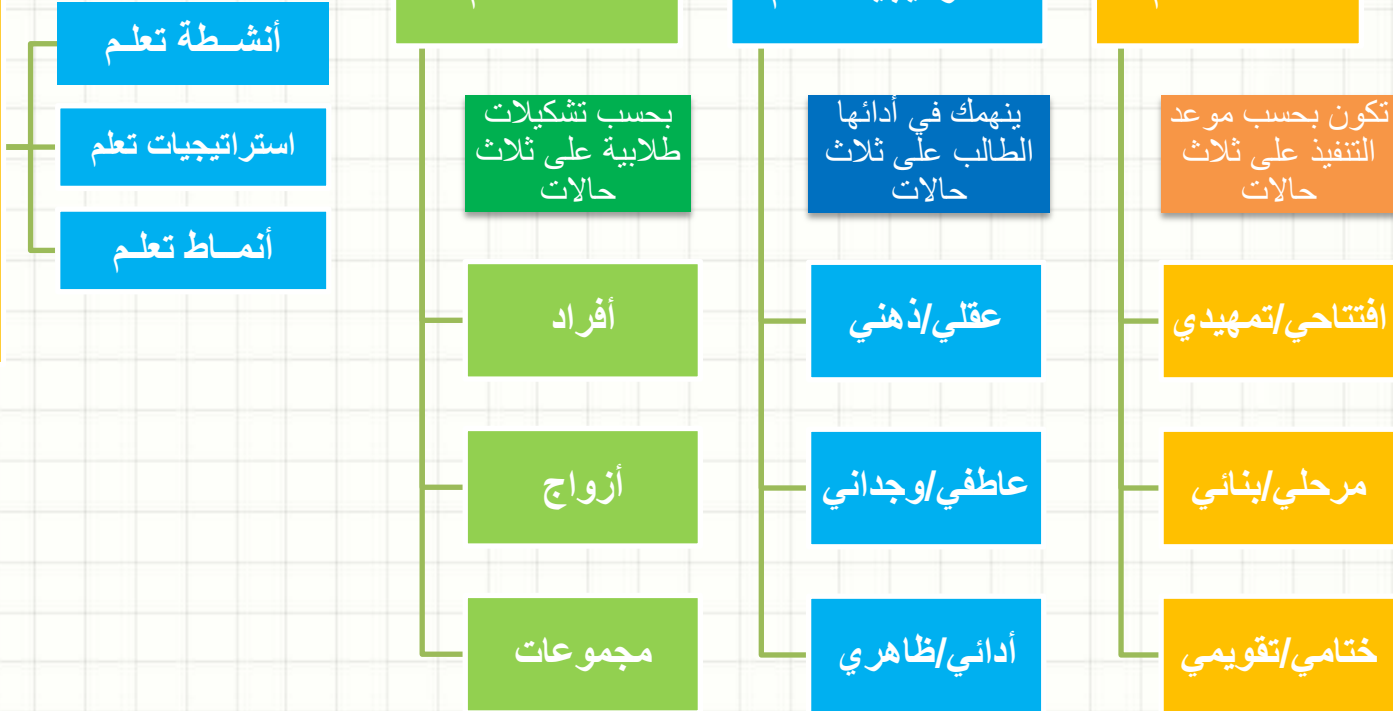 تكون بحسب موعد
التنفيذ على ثلاث
حالات
افتتاحي/تمهيدي
مرحلي/بنائي
ختامي/تقويمي
ينهمك في أدائها
الطالب على ثلاث
حالات
عقلي/ذهني
عاطفي/وجداني
أدائي/ظاهري
بحسب تشكيلات
طلابية على ثلاث
حالات
أفراد
أزواج
مجموعات
أنشــطة تعلـم
استراتيجيات تعلم
أنمــاط تعلـم